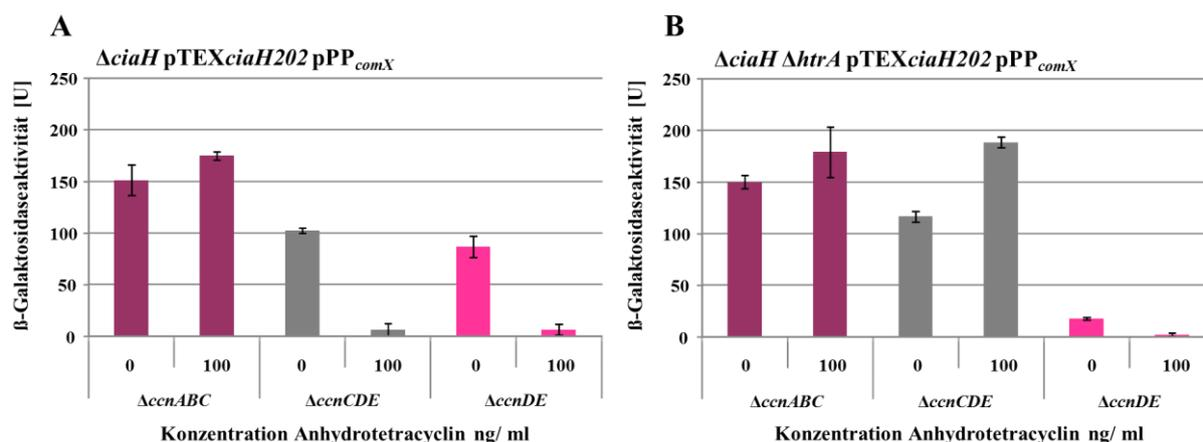 A
ΔciaH pTEXciaH202 pPPcomX
ß-Galaktosidaseaktivität [U]
250
200
150
100
50
0
0 100 0 100 0 100
ΔccnABC ΔccnCDE ΔccnDE
Konzentration Anhydrotetracyclin ng/ ml
B
ΔciaH ΔhtrA pTEXciaH202 pPPcomX
ß-Galaktosidaseaktivität [U]
250
200
150
100
50
0
0 100 0 100 0 100
ΔccnABC ΔccnCDE ΔccnDE
Konzentration Anhydrotetracyclin ng/ ml